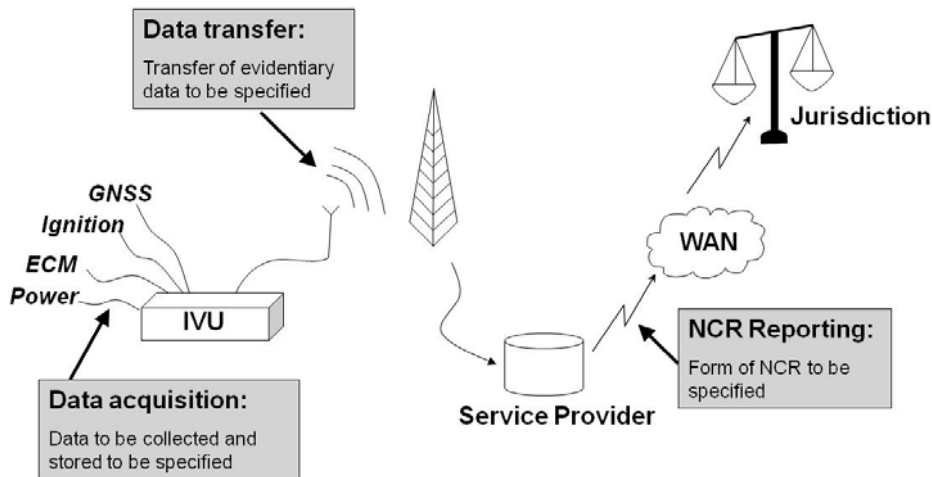 Data transfer:
Transfer of evidentiary
data to be specified
Jurisdiction
GNSS
Ignition
ECM
Power
IVU
WAN
NCR Reporting:
Form of NCR to be
specified
Service Provider
Data acquisition:
Data to be collected and
stored to be specified